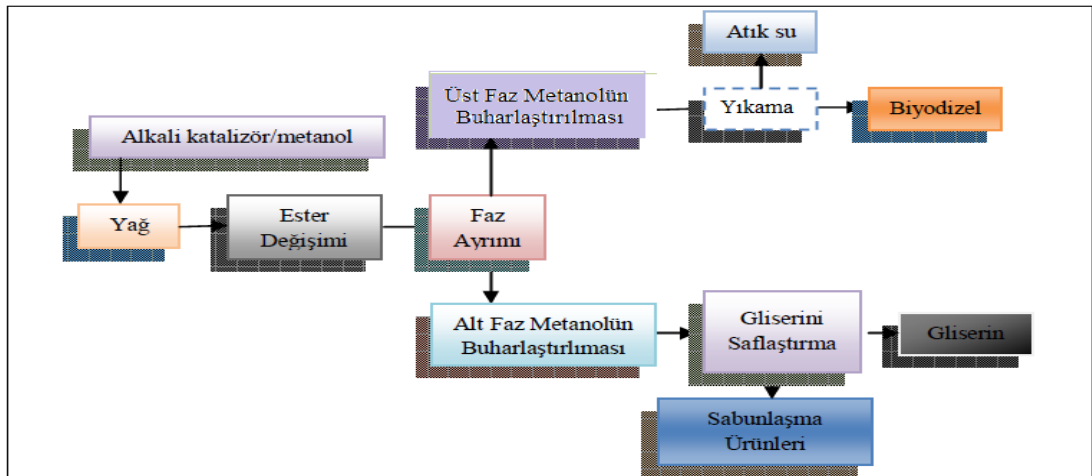 Atık su
Üst Faz Metanolün
Buharlaştırılması
Yıkama
Biyodizel
Alkali katalizör/metanol
Yağ
Ester
Değişimi
Faz
Ayrımı
Alt Faz Metanolün
Buharlaştırlıması
Gliserini
Saflaştırma
Gliserin
Sabunlaşma
Ürünleri